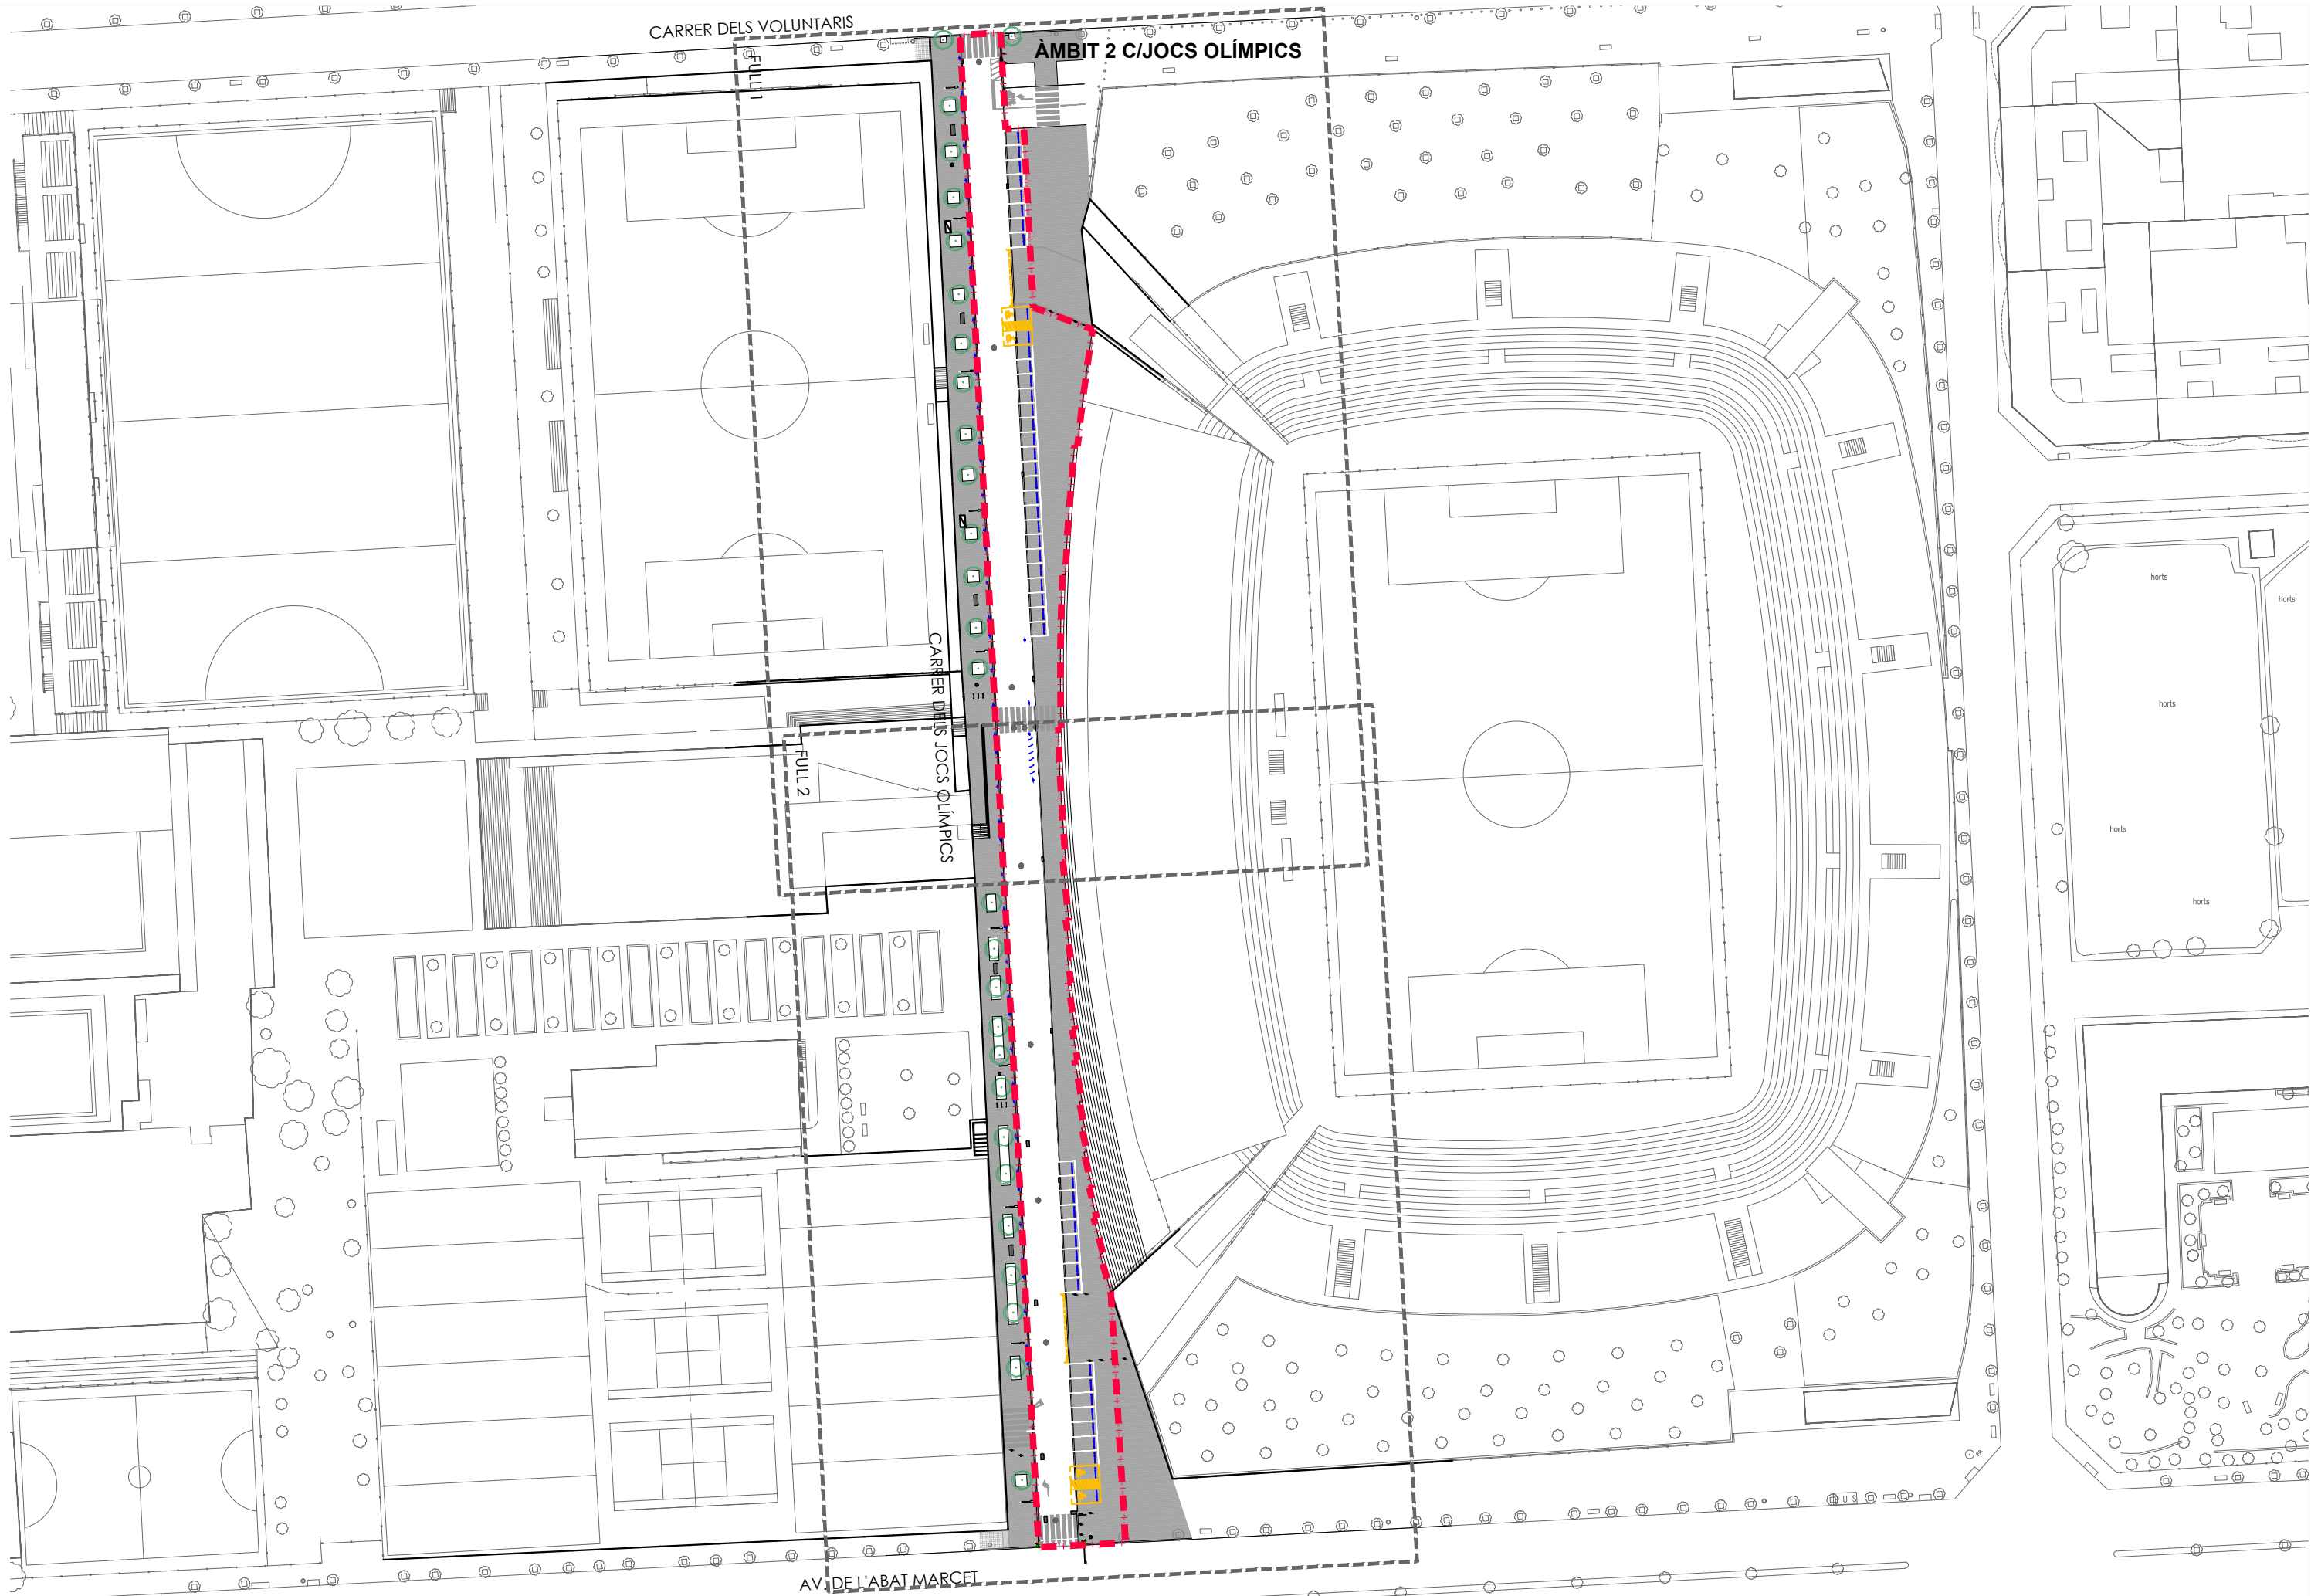 CARRER DELS VOLUNTARIS
ÀMBIT 2 C/JOCS OLÍMPICS
FULL 1
horts
horts
CARRER DELS JOCS OLÍMPICS
horts
FULL 2
horts
horts
BUS
AV. DE L'ABAT MARCET